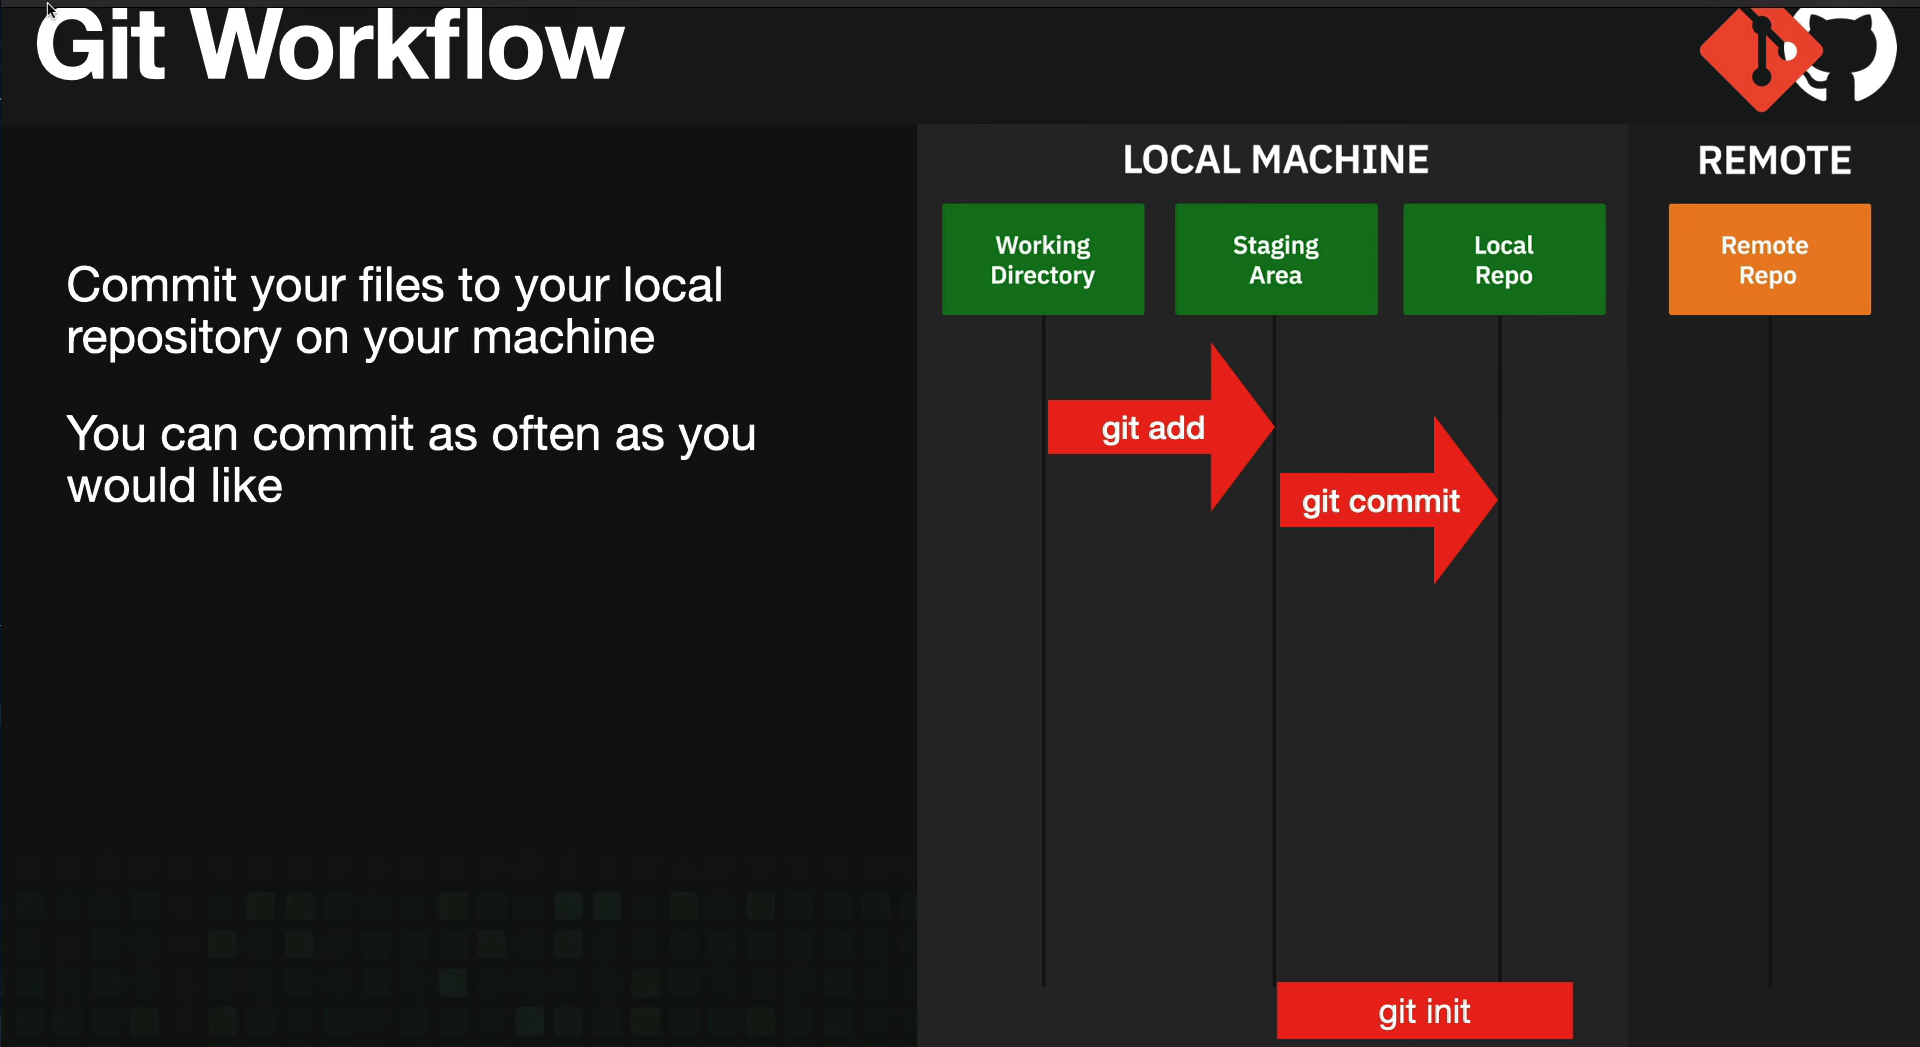 Git Workflow
Commit your files to your local
repository on your machine
You can commit as often as you
would like
LOCAL MACHINE
REMOTE
Working
Directory
Staging
Area
Local
Repo
Remote
Repo
git add
git commit
git init